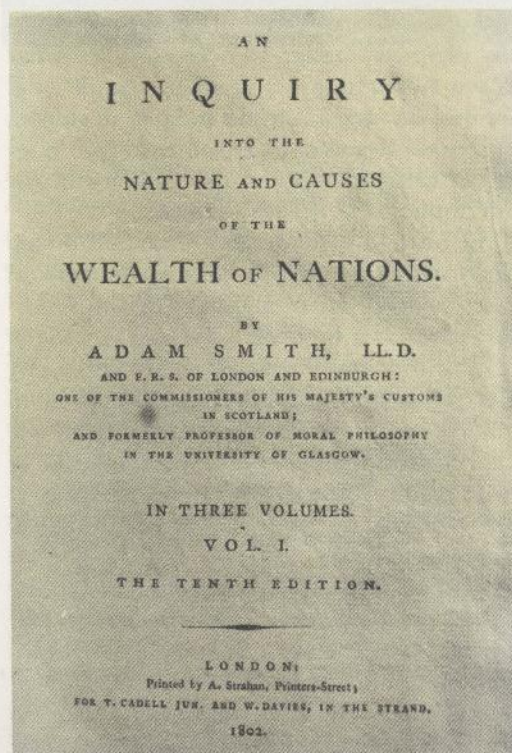 AN
INQUIRY
INTO THE
NATURE AND CAUSES
OF THE
WEALTH OF NATIONS.
BY
ADAM SMITH, LL.D.
AND F. R. S. OF LONDON AND EDINBURGH:
ONE OF THE COMMISSIONERS OF HIS MAJESTY'S CUSTOMS
IN SCOTLAND;
AND FORMERLY PROFESSOR OF MORAL PHILOSOPHY
IN THE UNIVERSITY OF GLASGOW.
IN THREE VOLUMES.
VOL. I.
THE TENTH EDITION.
LONDON:
Printed by A. Strahan, Printers-Street;
FOR T. CADELL JUN. AND W. DAVIES, IN THE STRAND.
1802.